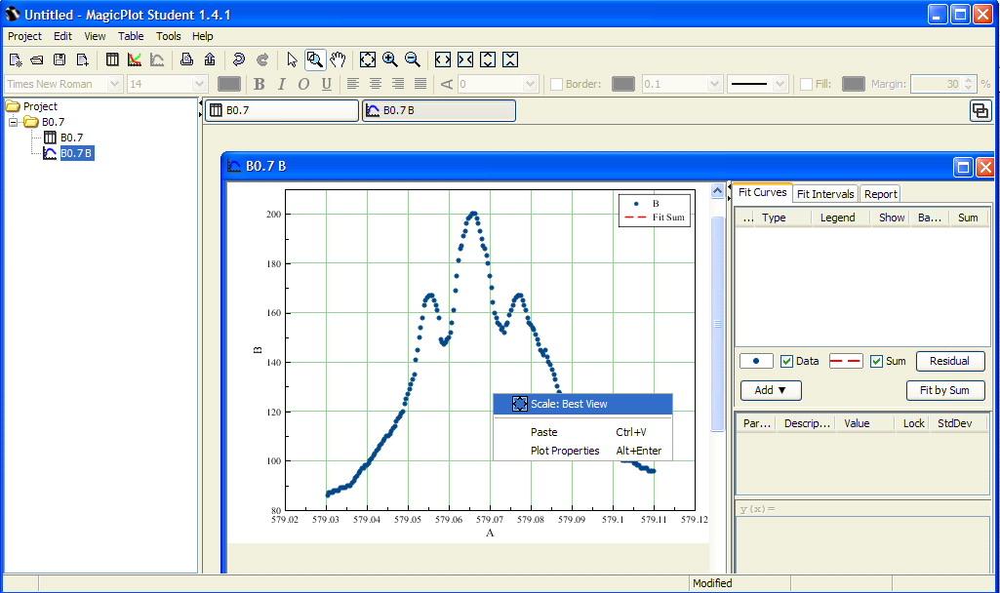 Untitled - MagicPlot Student 1.4.1
Project Edit View Table Tools Help
Times New Roman 14 B I O U 0 Border: 0.1 Fill: Margin: 30 %
Project
B0.7
B0.7
B0.7 B
B0.7
B0.7 B
B0.7 B
200
180
160
140
120
100
80
B
579.02 579.03 579.04 579.05 579.06 579.07 579.08 579.09 579.1 579.11 579.12
A
B
Fit Sum
Scale: Best View
Paste Ctrl+V
Plot Properties Alt+Enter
Fit Curves Fit Intervals Report
... Type Legend Show Ba... Sum
Data Sum Residual
Add ▼ Fit by Sum
Par... Descrip... Value Lock StdDev
y(x)=
Modified